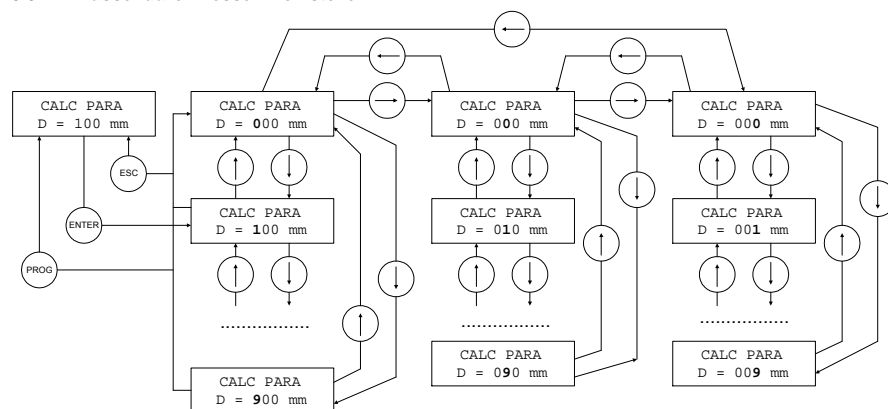 CALC PARA
D = 100 mm
CALC PARA
D = 000 mm
CALC PARA
D = 000 mm
CALC PARA
D = 000 mm
ESC
ENTER
PROG
CALC PARA
D = 100 mm
CALC PARA
D = 010 mm
CALC PARA
D = 001 mm
................
................
................
CALC PARA
D = 900 mm
CALC PARA
D = 090 mm
CALC PARA
D = 009 mm